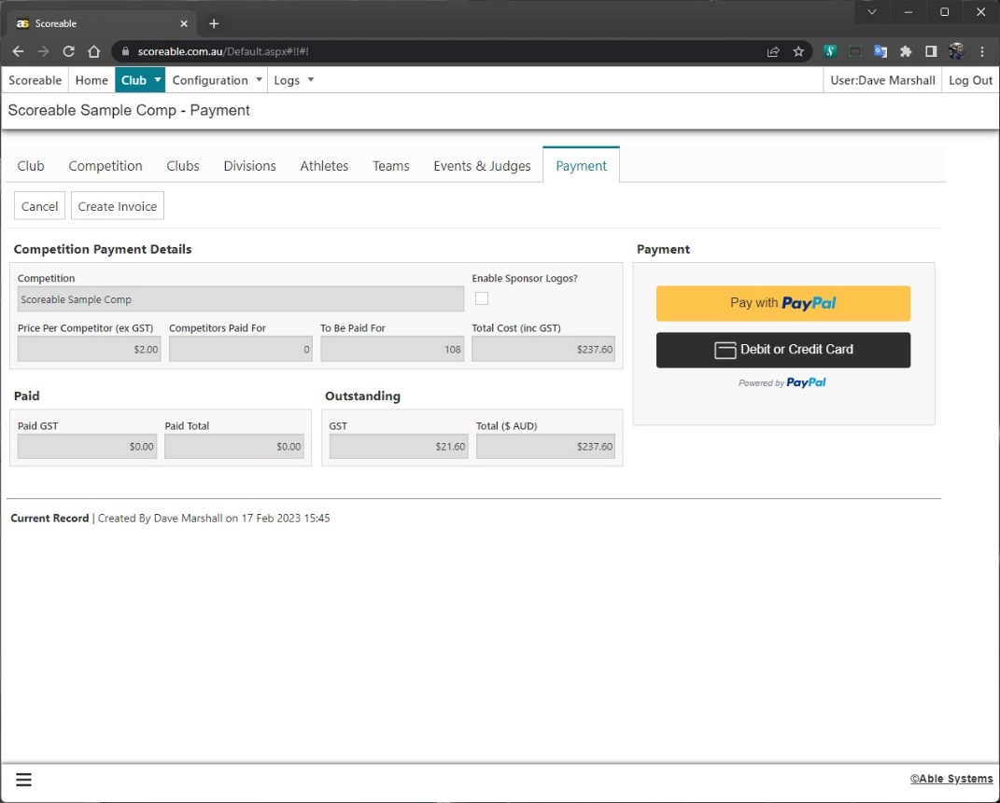 as Scoreable
scoreable.com.au/Default.aspx#!!#!
Scoreable Home Club Configuration Logs User:Dave Marshall Log Out
Scoreable Sample Comp - Payment
Club Competition Clubs Divisions Athletes Teams Events & Judges Payment
Cancel Create Invoice
Competition Payment Details
Competition Enable Sponsor Logos?
Scoreable Sample Comp
Price Per Competitor (ex GST) Competitors Paid For To Be Paid For Total Cost (inc GST)
$2.00 0 108 $237.60
Paid Outstanding
Paid GST Paid Total GST Total ($ AUD)
$0.00 $0.00 $21.60 $237.60
Payment
Pay with PayPal
Debit or Credit Card
Powered by PayPal
Current Record | Created By Dave Marshall on 17 Feb 2023 15:45
©Able Systems